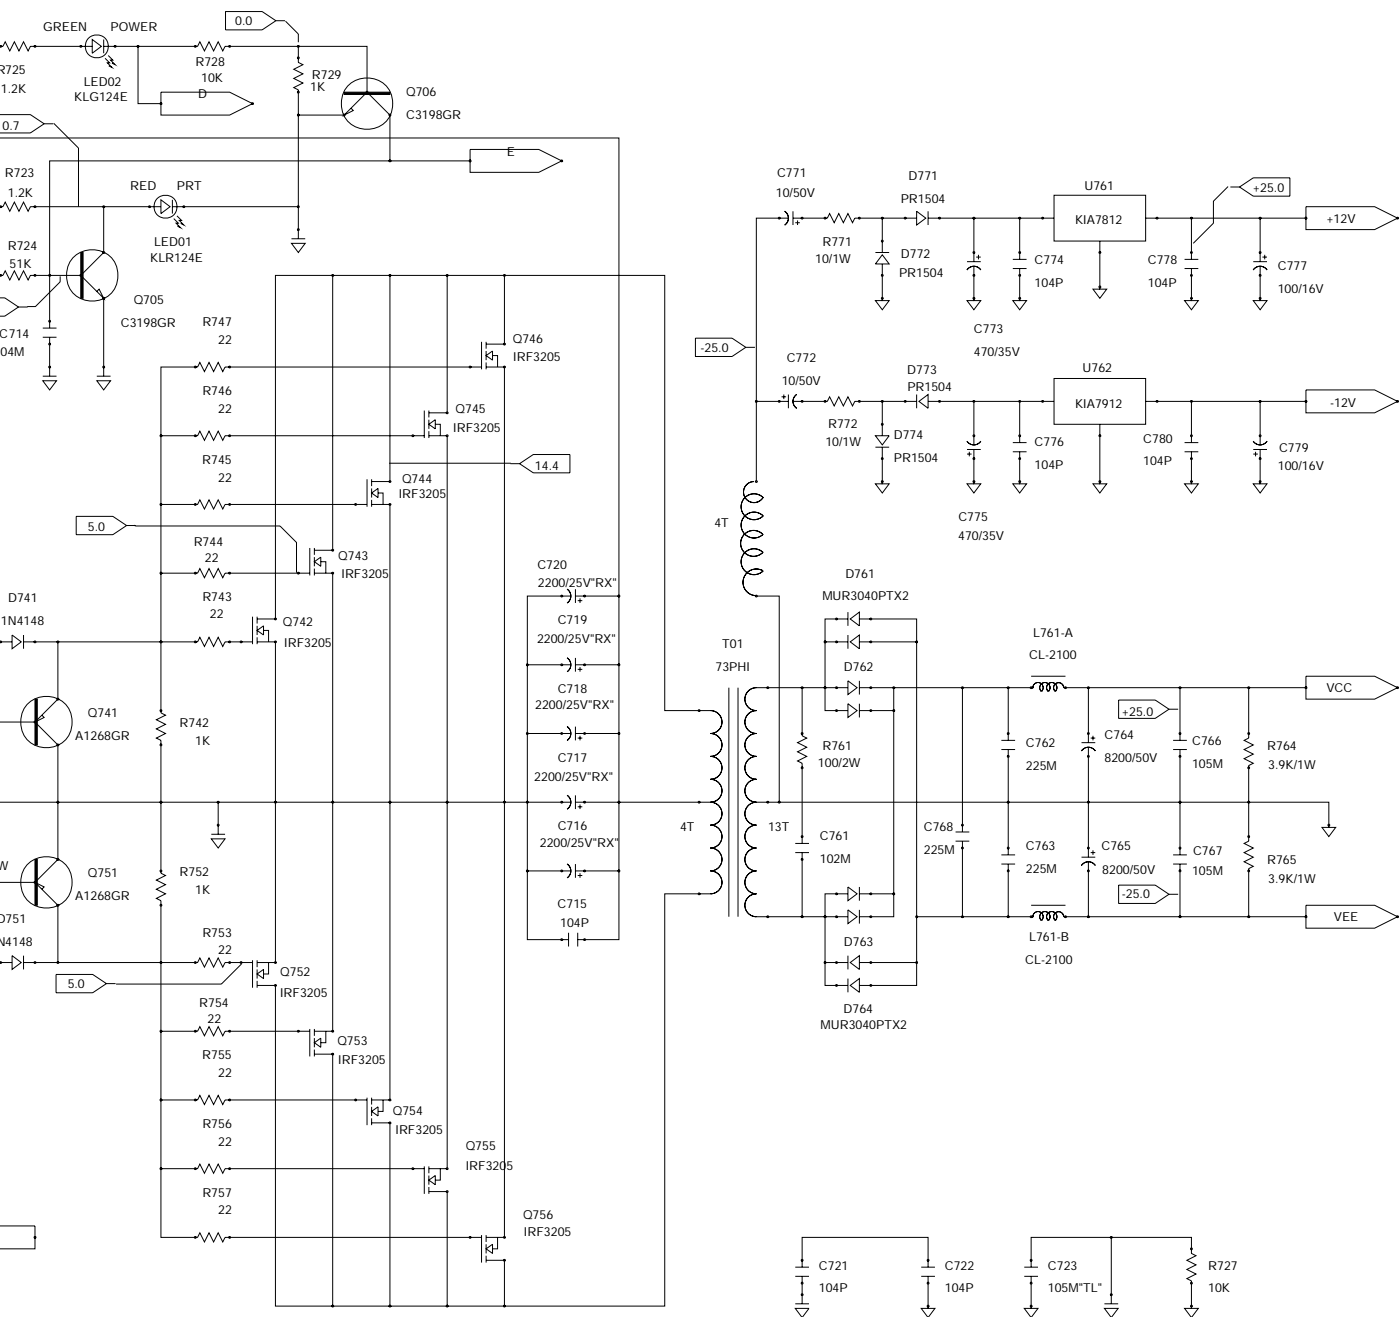 GREEN POWER
0.0
R725
1.2K
LED02
KLG124E
R728
10K
D
R729
1K
Q706
C3198GR
0.7
E
R723
1.2K
RED PRT
LED01
KLR124E
R724
51K
Q705
C3198GR
C714
04M
R747
22
Q746
IRF3205
R746
22
Q745
IRF3205
R745
22
Q744
IRF3205
14.4
5.0
R744
22
Q743
IRF3205
R743
22
Q742
IRF3205
D741
1N4148
Q741
A1268GR
R742
1K
W
Q751
A1268GR
R752
1K
D751
N4148
R753
22
Q752
IRF3205
5.0
R754
22
Q753
IRF3205
R755
22
Q754
IRF3205
R756
22
Q755
IRF3205
R757
22
Q756
IRF3205
C720
2200/25V"RX"
C719
2200/25V"RX"
C718
2200/25V"RX"
C717
2200/25V"RX"
C716
2200/25V"RX"
C715
104P
C771
10/50V
D771
PR1504
U761
KIA7812
+25.0
+12V
R771
10/1W
D772
PR1504
C774
104P
C778
104P
C777
100/16V
C773
470/35V
-25.0
C772
10/50V
D773
PR1504
U762
KIA7912
-12V
R772
10/1W
D774
PR1504
C776
104P
C780
104P
C779
100/16V
C775
470/35V
4T
T01
73PHI
4T
13T
D761
MUR3040PTX2
D762
R761
100/2W
C761
102M
D763
D764
MUR3040PTX2
L761-A
CL-2100
VCC
+25.0
C762
225M
C764
8200/50V
C766
105M
R764
3.9K/1W
C768
225M
C763
225M
C765
8200/50V
C767
105M
R765
3.9K/1W
-25.0
VEE
L761-B
CL-2100
C721
104P
C722
104P
C723
105M"TL"
R727
10K